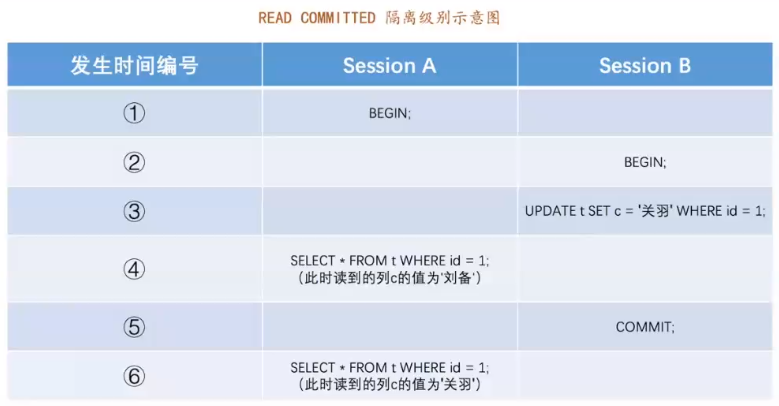 READ COMMITTED 隔离级别示意图
发生时间编号 Session A Session B
① BEGIN;
② BEGIN;
③ UPDATE t SET c = '关羽' WHERE id = 1;
④ SELECT * FROM t WHERE id = 1;
（此时读到的列c的值为'刘备'）
⑤ COMMIT;
⑥ SELECT * FROM t WHERE id = 1;
（此时读到的列c的值为'关羽'）